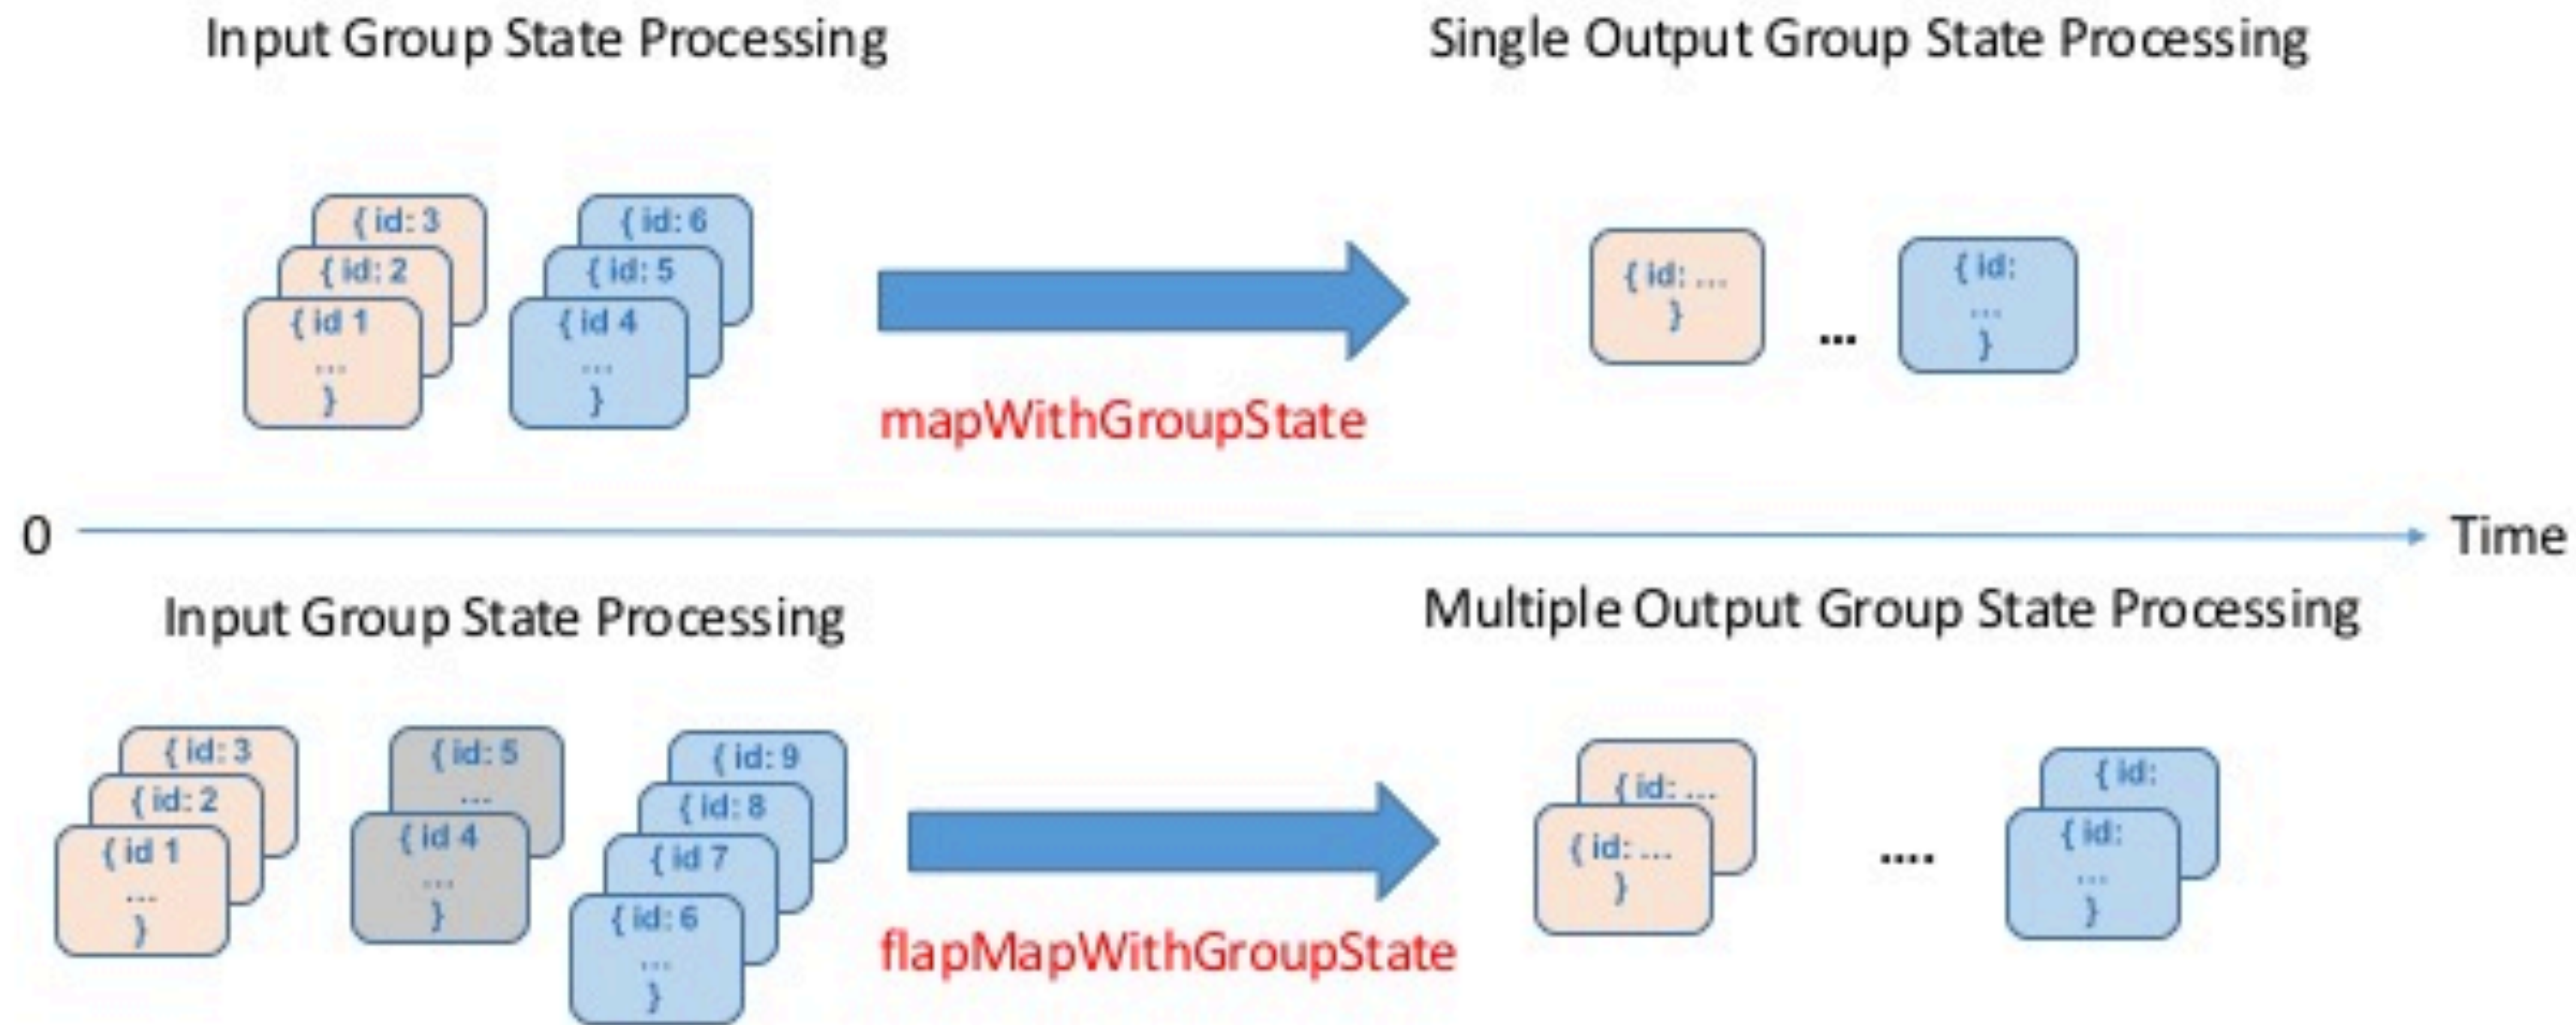 Input Group State Processing
Single Output Group State Processing
{ id: 3
{ id: 2
{ id 1
...
}
{ id: 6
{ id: 5
{ id 4
...
}
mapWithGroupState
{ id: ...
}
...
{ id:
...
}
0
Time
Input Group State Processing
Multiple Output Group State Processing
{ id: 3
{ id: 2
{ id 1
...
}
{ id: 5
...
{ id 4
...
}
{ id: 9
{ id: 8
{ id 7
{ id: 6
...
}
flapMapWithGroupState
{ id: ...
{ id: ...
}
....
{ id:
{ id:
...
}